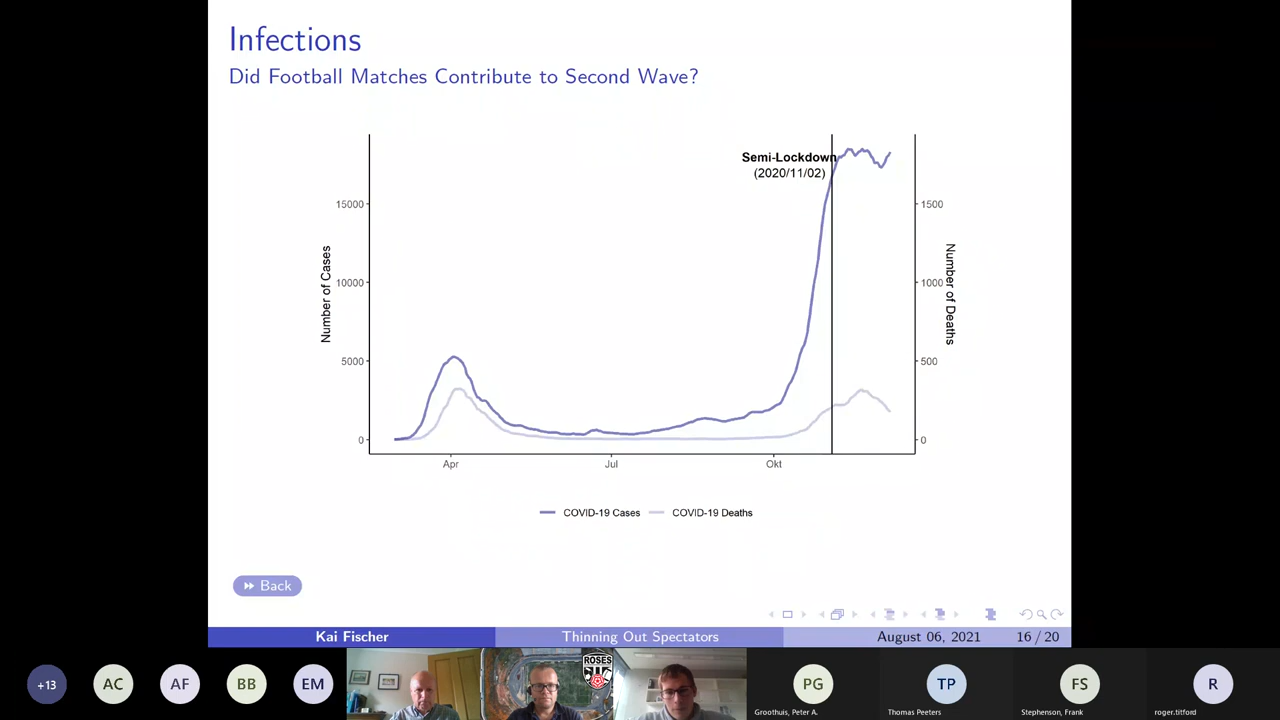 Infections
Did Football Matches Contribute to Second Wave?
Semi-Lockdown
(2020/11/02)
15000
10000
5000
0
Number of Cases
1500
1000
500
0
Number of Deaths
Apr
Jul
Okt
COVID-19 Cases
COVID-19 Deaths
Back
Kai Fischer
Thinning Out Spectators
August 06, 2021
16 / 20
+13
AC
AF
BB
EM
ROSES
PG
Groothuis, Peter A.
TP
Thomas Peeters
FS
Stephenson, Frank
R
roger.titford